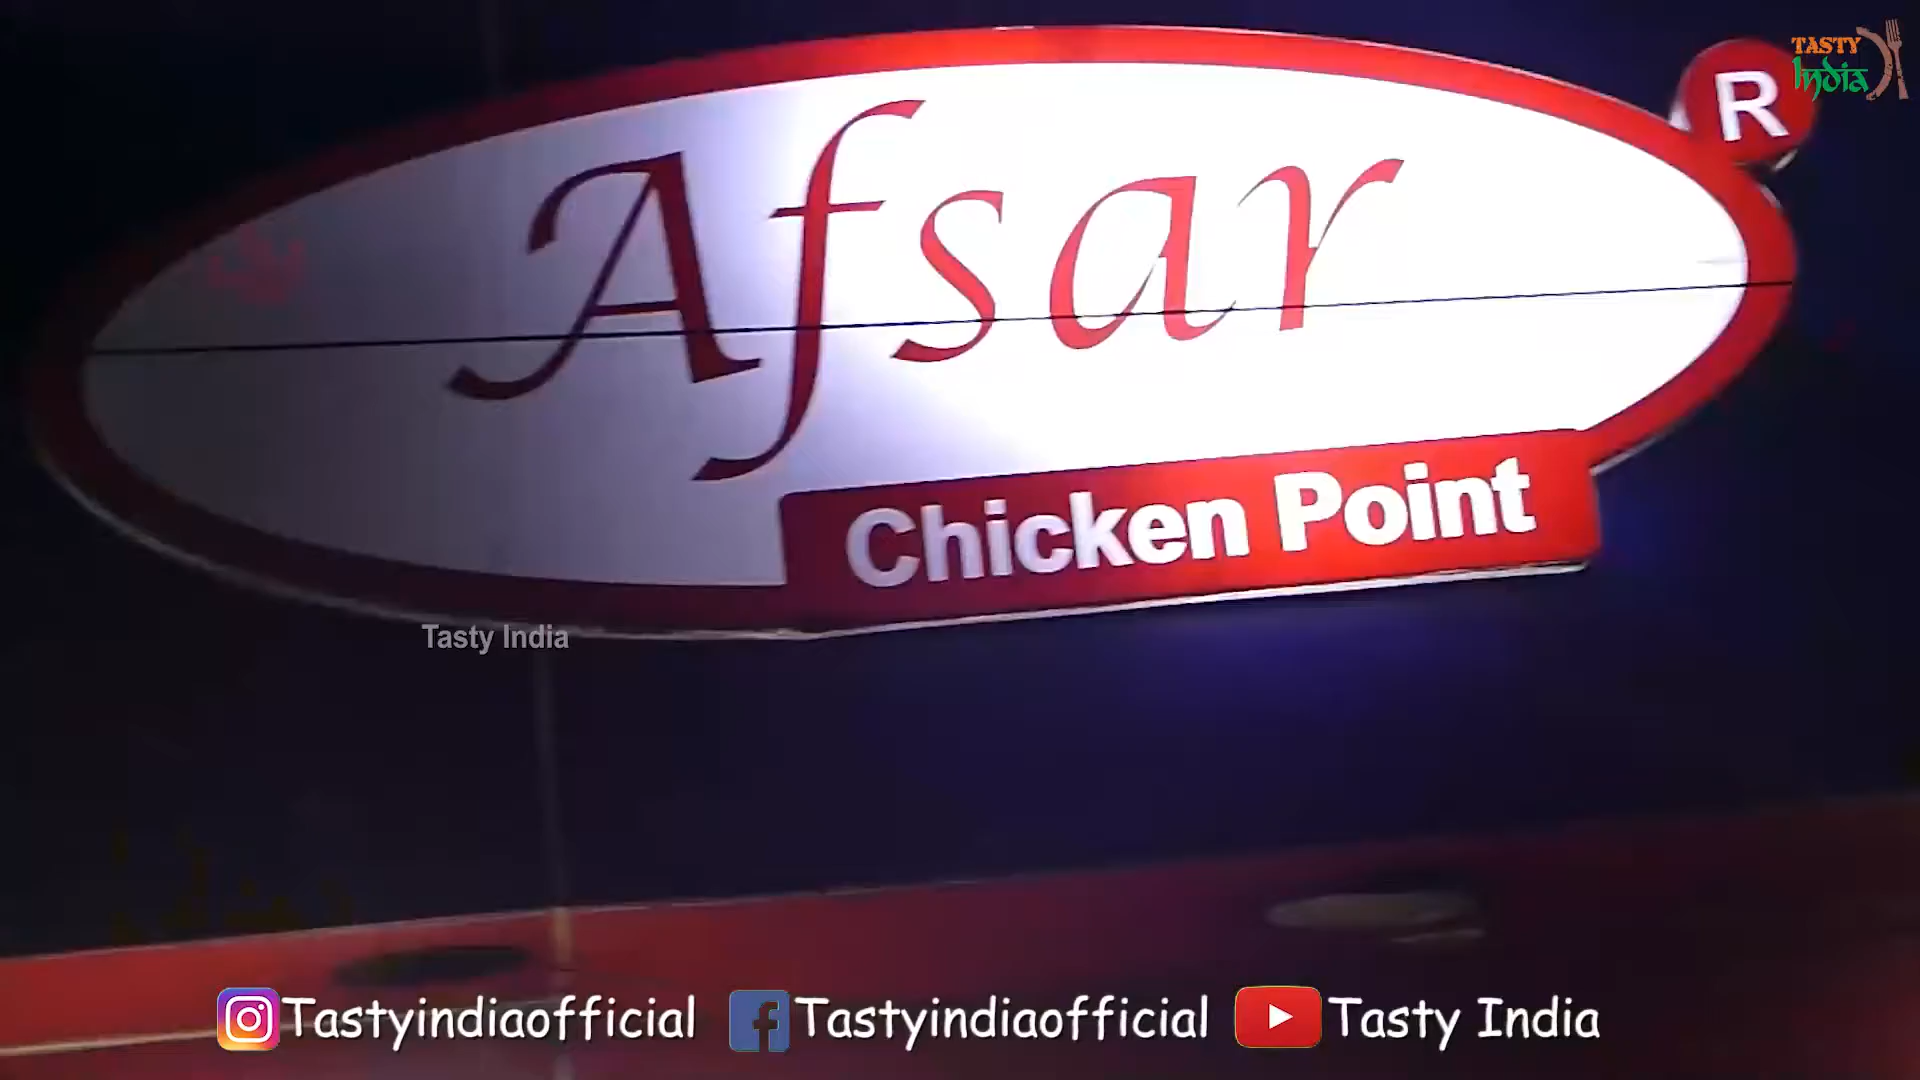 TASTY
India
R
Afsar
Chicken Point
Tasty India
Tastyindiaofficial Tastyindiaofficial Tasty India